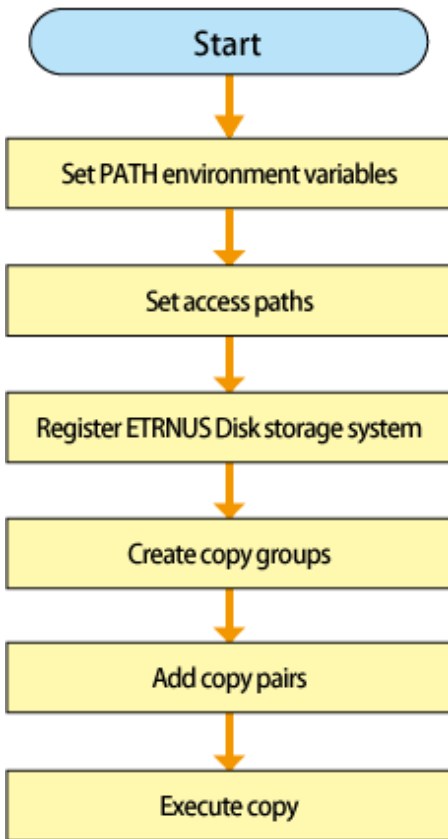 Start
Set PATH environment variables
Set access paths
Register ETRNUS Disk storage system
Create copy groups
Add copy pairs
Execute copy